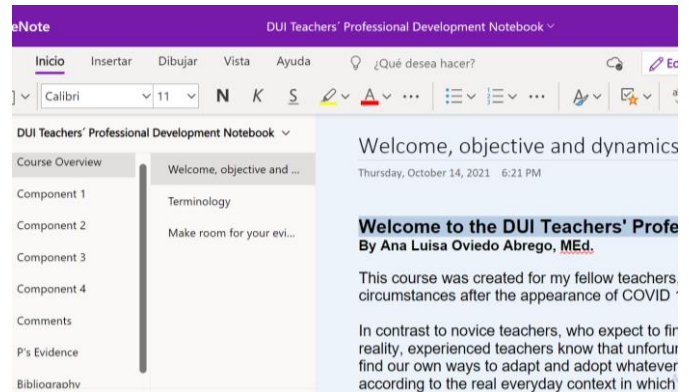 eNote
DUI Teachers' Professional Development Notebook
Inicio Insertar Dibujar Vista Ayuda ¿Qué desea hacer? Ed
Calibri 11 N K S A
DUI Teachers' Professional Development Notebook
Course Overview
Component 1
Component 2
Component 3
Component 4
Comments
P's Evidence
Bibliography
Welcome, objective and ...
Terminology
Make room for your evi...
Welcome, objective and dynamics
Thursday, October 14, 2021 6:21 PM
Welcome to the DUI Teachers' Profe
By Ana Luisa Oviedo Abrego, MEd.
This course was created for my fellow teachers,
circumstances after the appearance of COVID
In contrast to novice teachers, who expect to fin
reality, experienced teachers know that unfortur
find our own ways to adapt and adopt whatever
according to the real everyday context in which